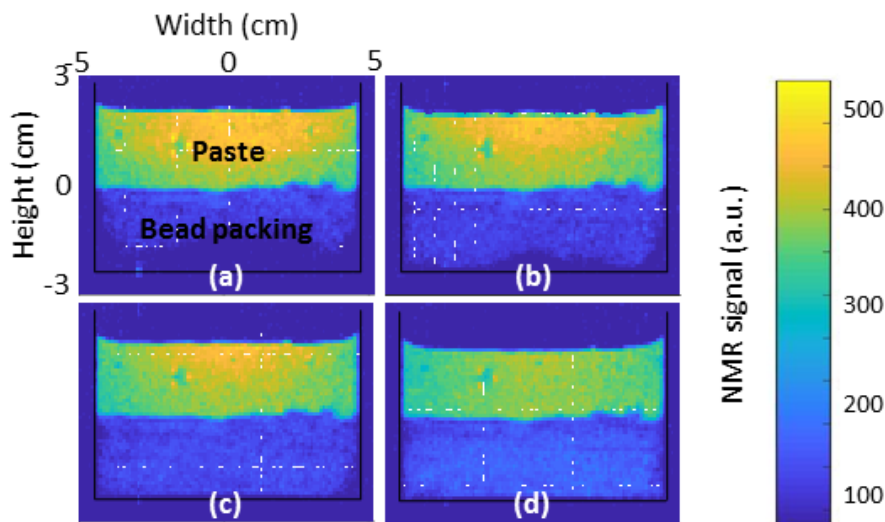 Width (cm)
-5 0 5
3
0
-3
Height (cm)
Paste
Bead packing
(a)
(b)
(c)
(d)
500
400
300
200
100
NMR signal (a.u.)